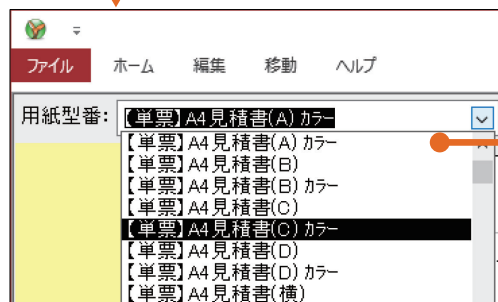 ファイル ホーム 編集 移動 ヘルプ
用紙型番: 【単票】A4見積書(A) カラー
【単票】A4見積書(A) カラー
【単票】A4見積書(B)
【単票】A4見積書(B) カラー
【単票】A4見積書(C)
【単票】A4見積書(C) カラー
【単票】A4見積書(D)
【単票】A4見積書(D) カラー
【単票】A4見積書(横)